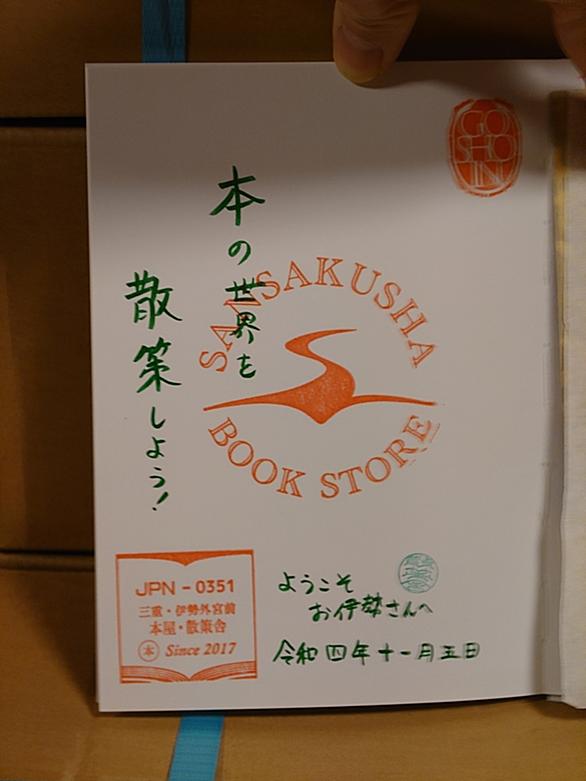 GO
SHO
IN
本の世界を
散策しよう!
SANSAKUSHA
BOOK STORE
JPN-0351
三重・伊勢外宮前
本屋・散策舎
本 Since 2017
ようこそ
お伊勢さんへ
令和四年十一月五日